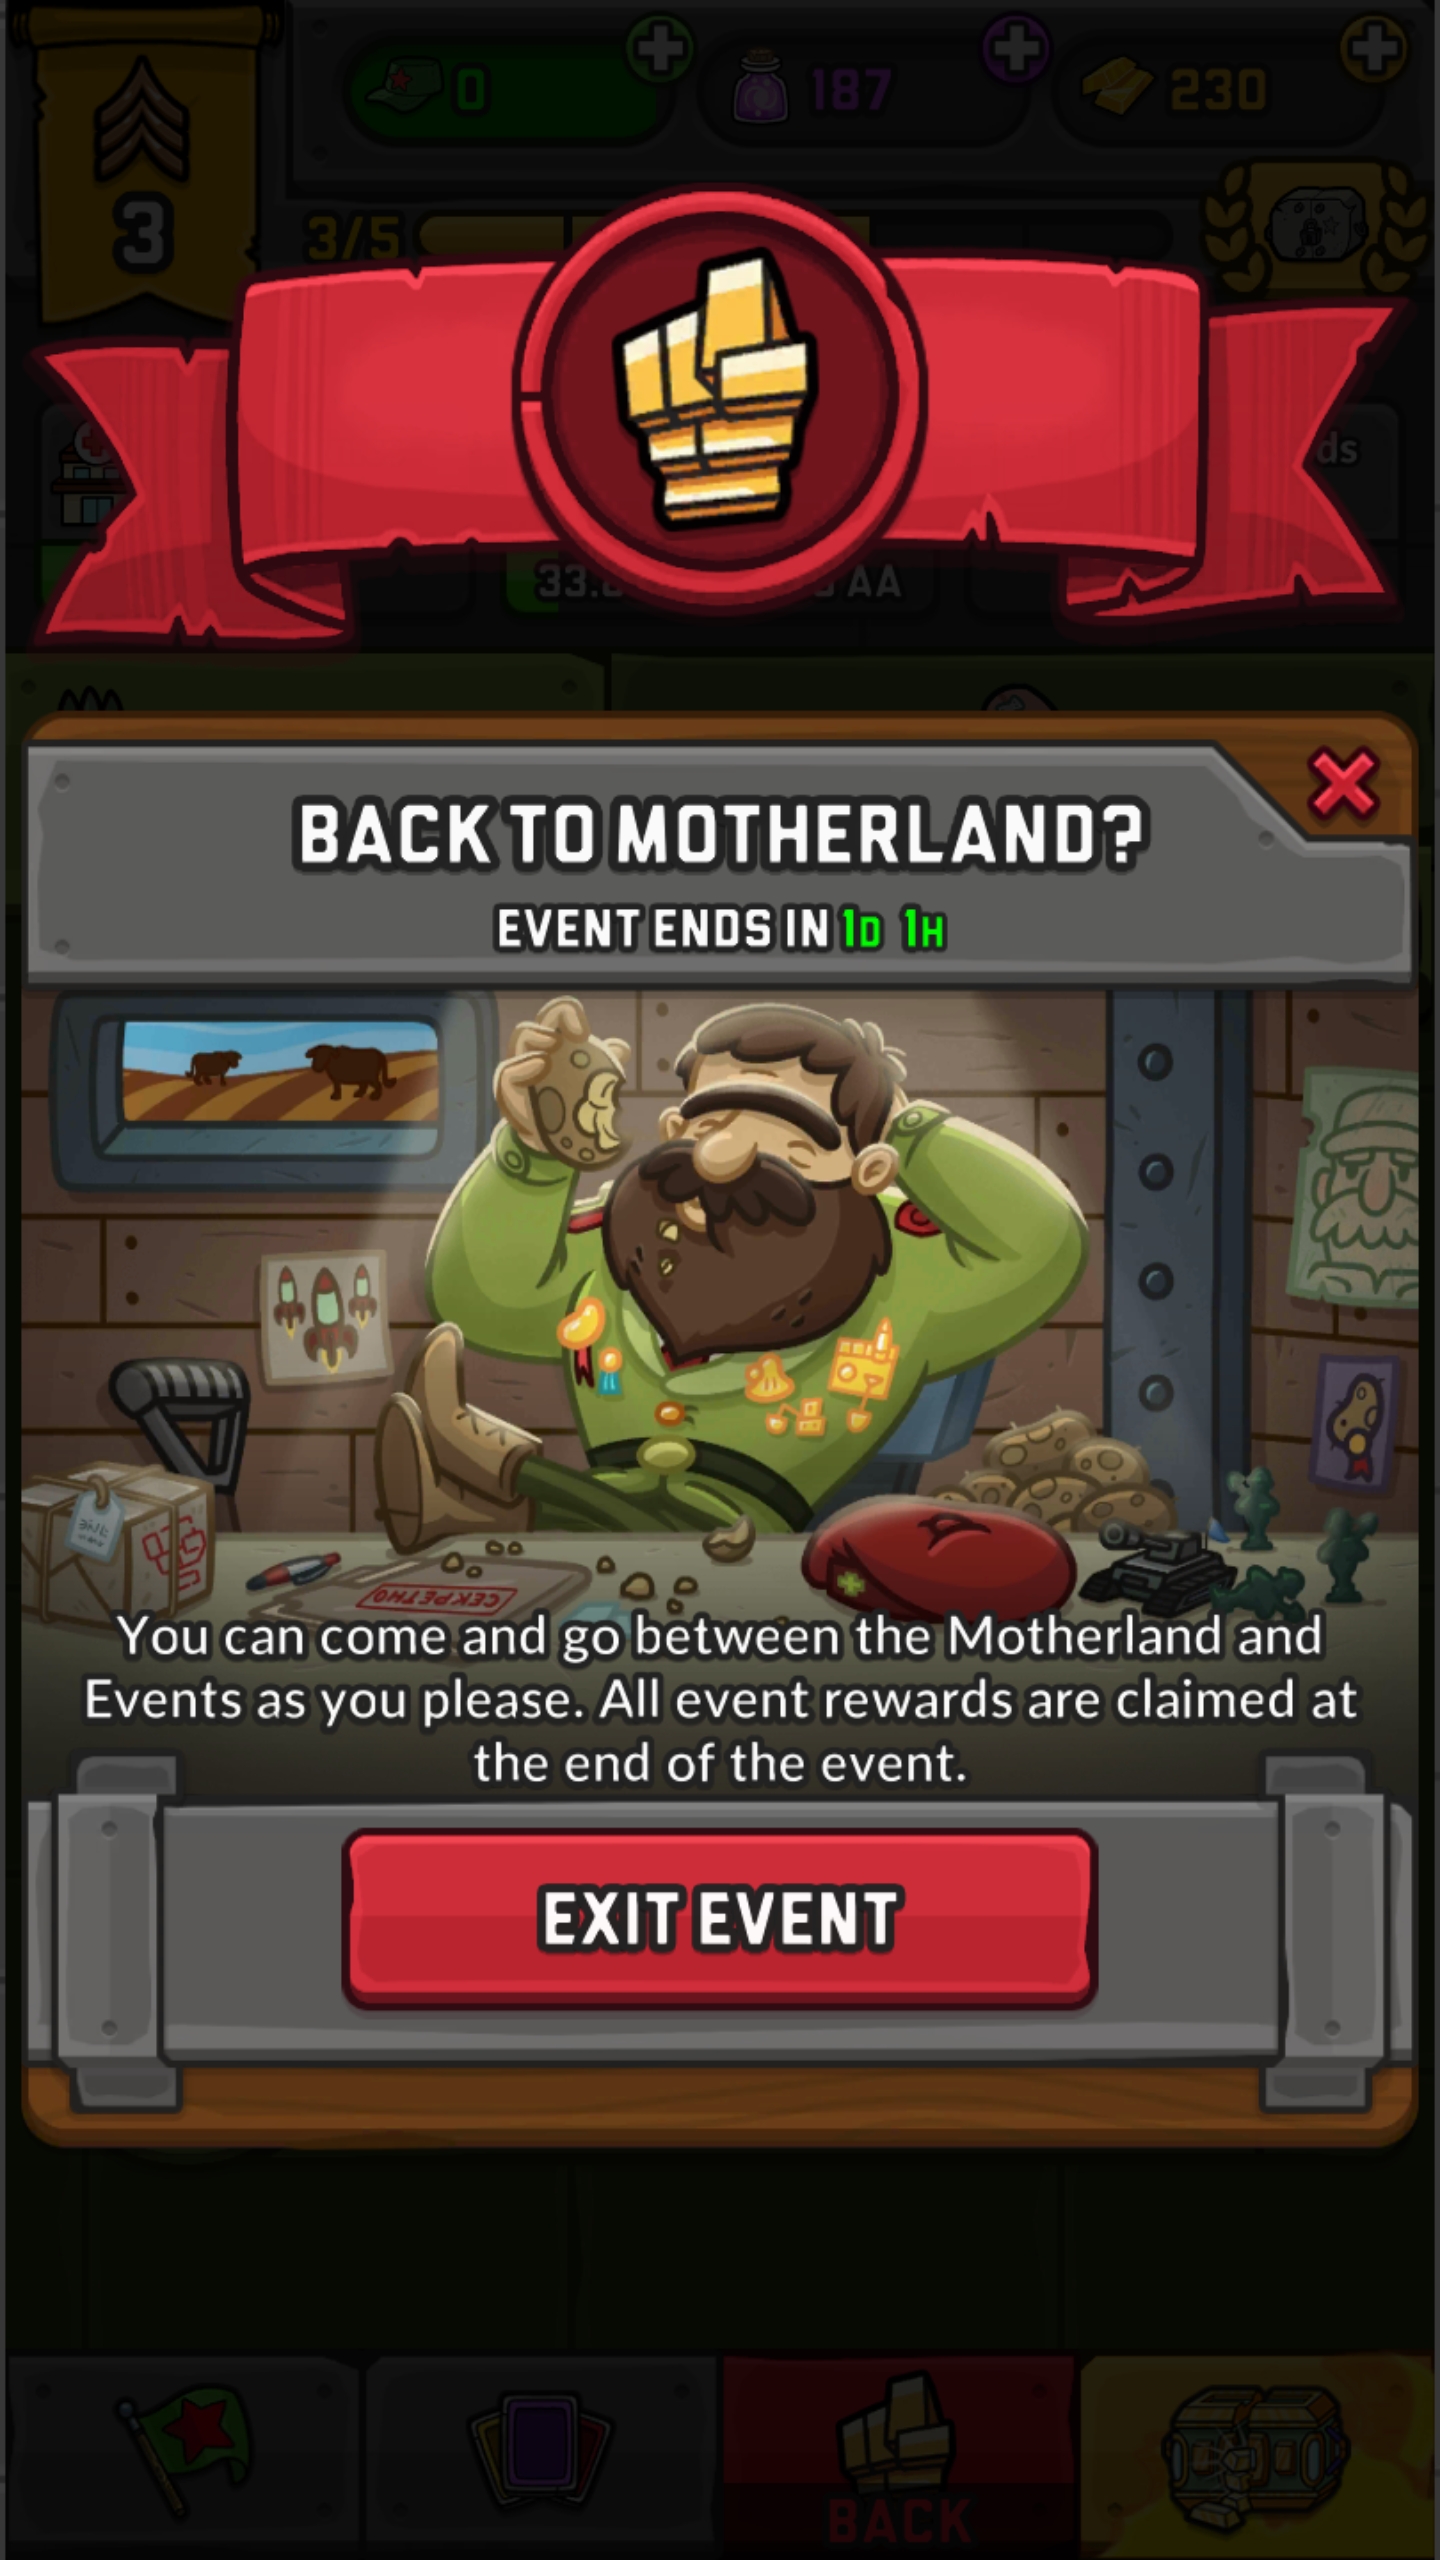 0
187
230
3
3/5
ds
AA
BACK TO MOTHERLAND?
EVENT ENDS IN 1D 1H
СЕКРЕТНО
You can come and go between the Motherland and
Events as you please. All event rewards are claimed at
the end of the event.
EXIT EVENT
BACK